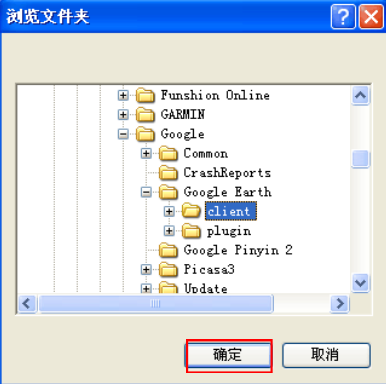 浏览文件夹
Funshion Online
GARMIN
Google
Common
CrashReports
Google Earth
client
plugin
Google Pinyin 2
Picasa3
Update
确定
取消